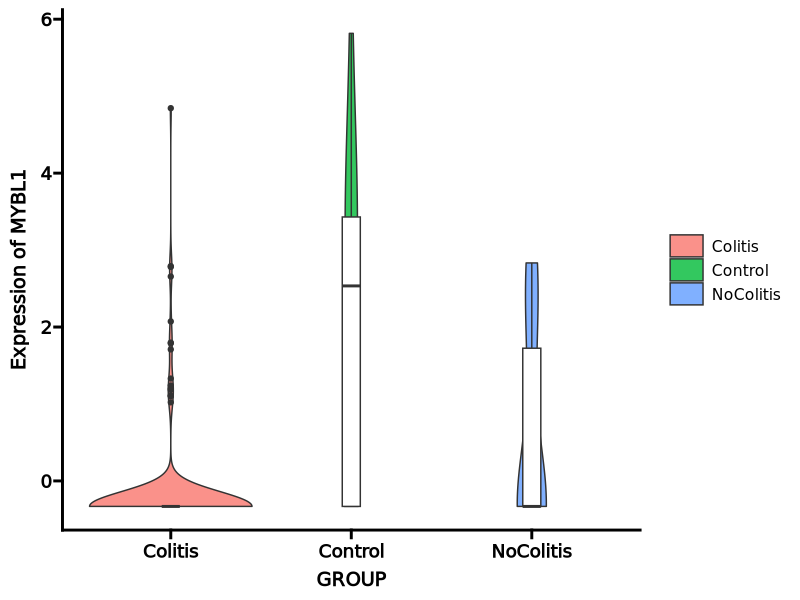 Expression of MYBL1
6
4
2
0
Colitis
Control
NoColitis
GROUP
Colitis
Control
NoColitis